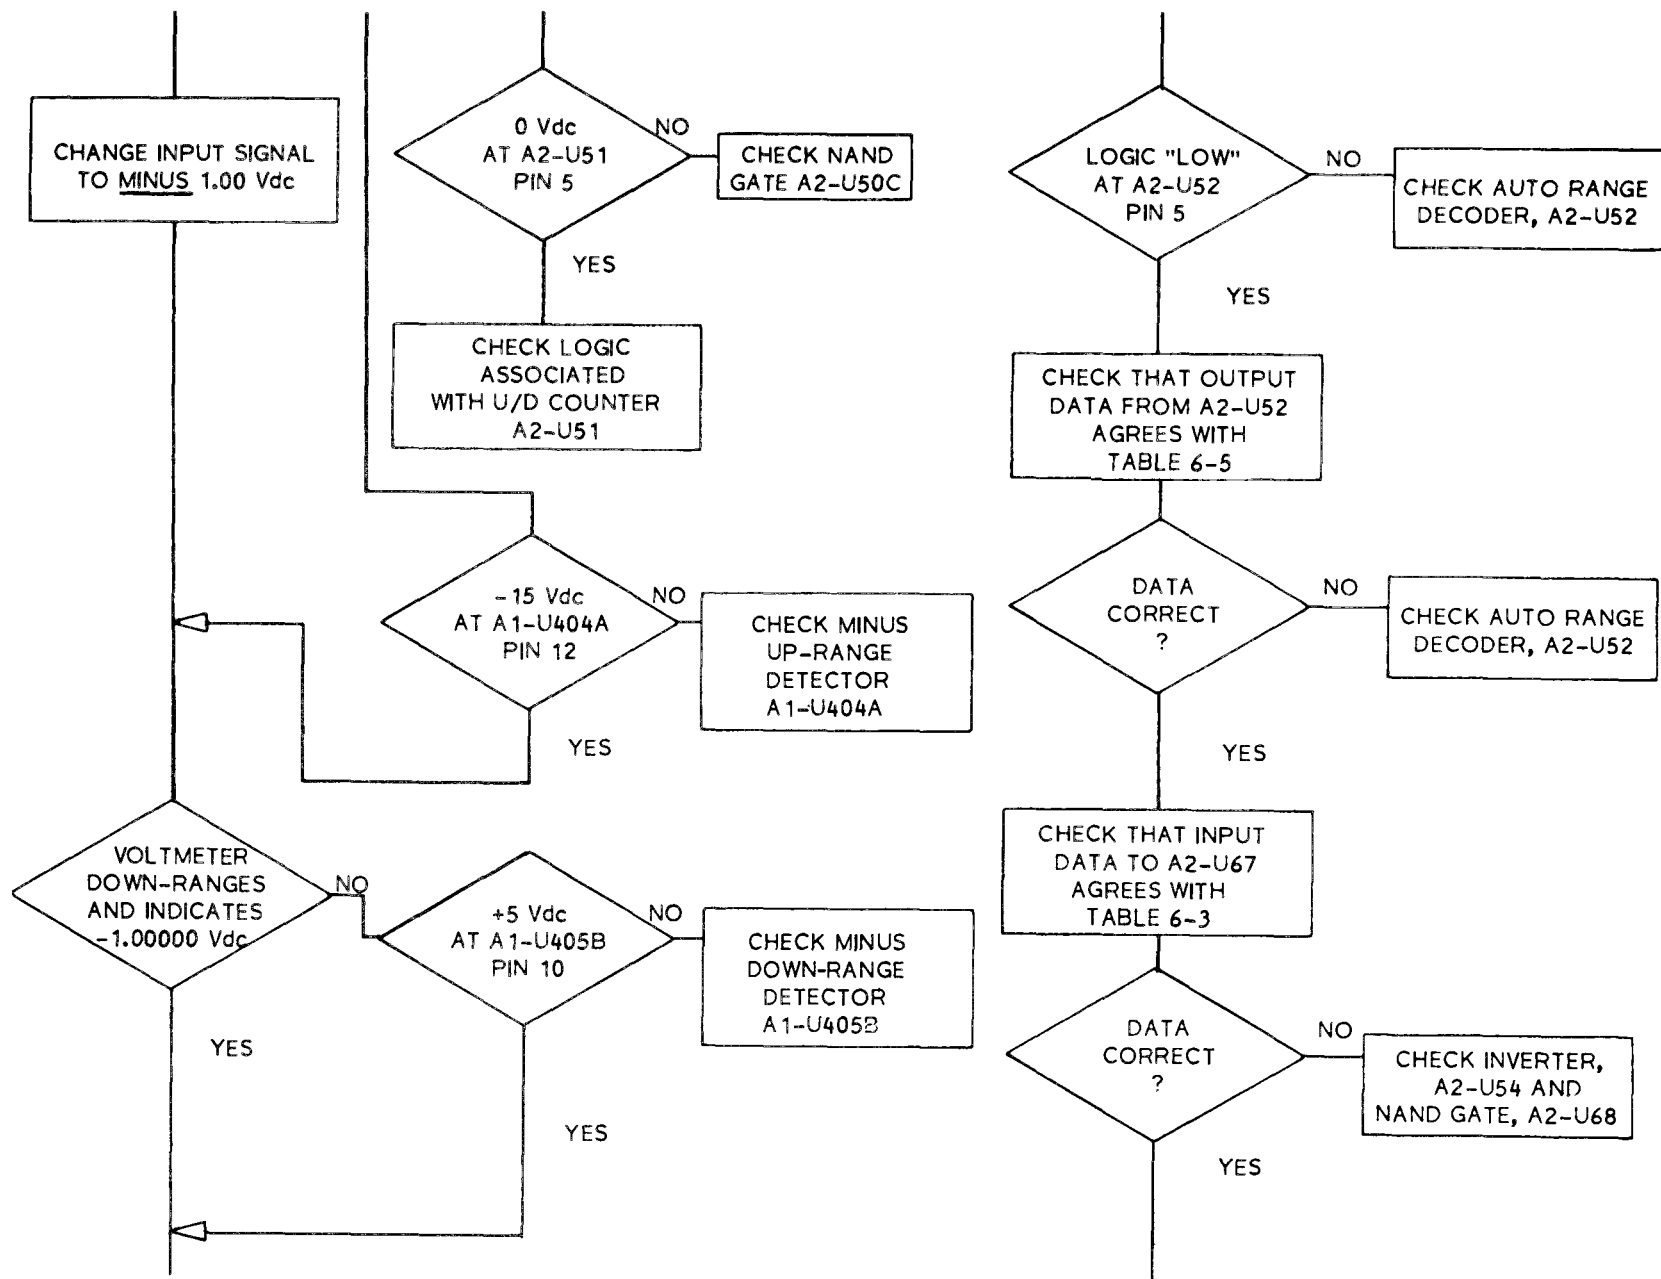 CHANGE INPUT SIGNAL
TO MINUS 1.00 Vdc
0 Vdc
AT A2-U51
PIN 5
NO
CHECK NAND
GATE A2-U50C
YES
CHECK LOGIC
ASSOCIATED
WITH U/D COUNTER
A2-U51
-15 Vdc
AT A1-U404A
PIN 12
NO
CHECK MINUS
UP-RANGE
DETECTOR
A1-U404A
YES
VOLTMETER
DOWN-RANGES
AND INDICATES
-1.00000 Vdc
NO
YES
+5 Vdc
AT A1-U405B
PIN 10
NO
CHECK MINUS
DOWN-RANGE
DETECTOR
A1-U405B
YES
LOGIC "LOW"
AT A2-U52
PIN 5
NO
CHECK AUTO RANGE
DECODER, A2-U52
YES
CHECK THAT OUTPUT
DATA FROM A2-U52
AGREES WITH
TABLE 6-5
DATA
CORRECT
?
NO
CHECK AUTO RANGE
DECODER, A2-U52
YES
CHECK THAT INPUT
DATA TO A2-U67
AGREES WITH
TABLE 6-3
DATA
CORRECT
?
NO
CHECK INVERTER,
A2-U54 AND
NAND GATE, A2-U68
YES